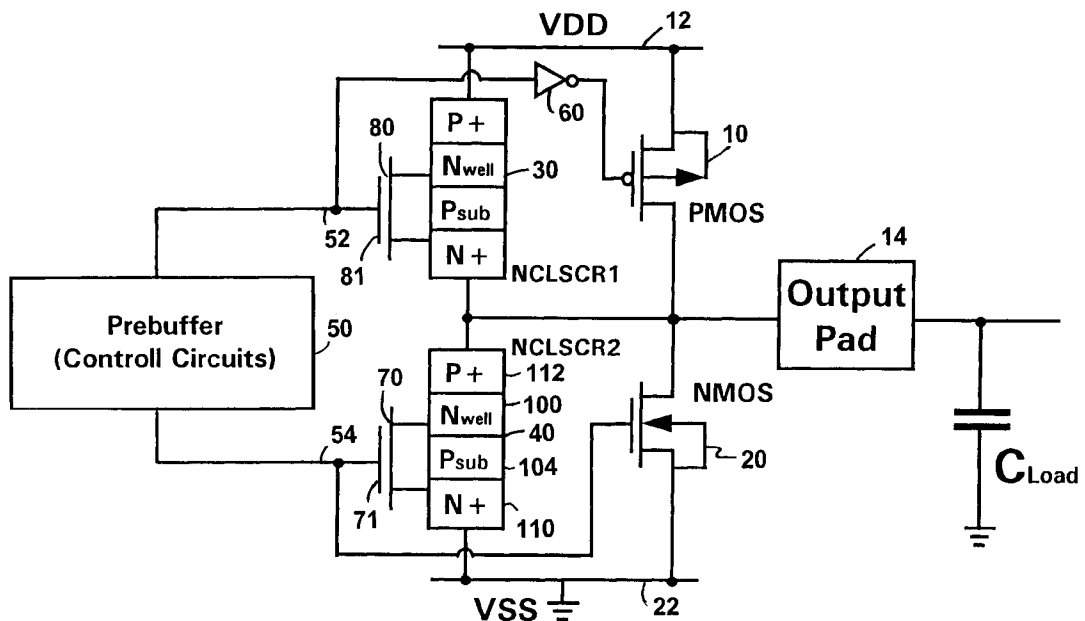 VDD
12
60
10
P+
80
Nwell
30
Psub
PMOS
52
81
N+
NCLSCR1
14
Output
Pad
Prebuffer
(Controll Circuits)
50
NCLSCR2
P+
112
70
Nwell
100
NMOS
40
54
Psub
104
20
CLoad
71
N+
110
VSS
22